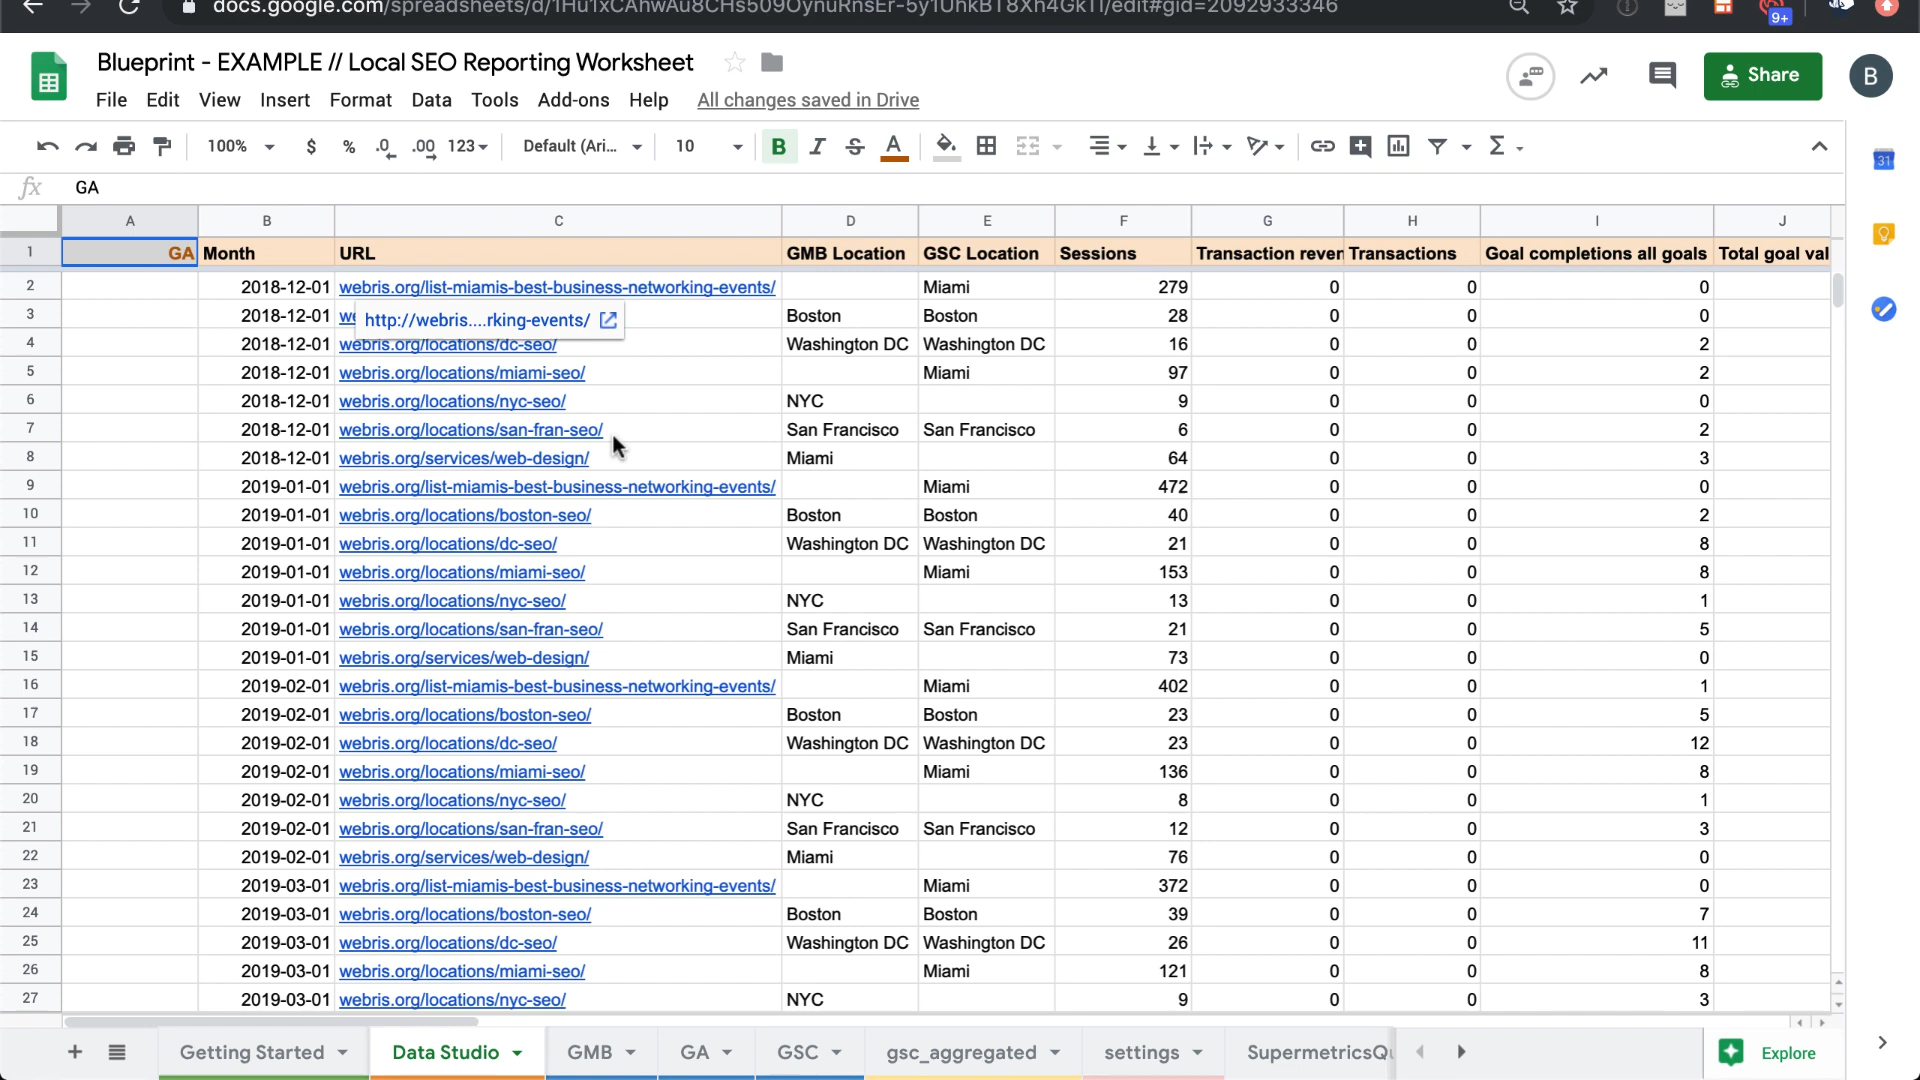 docs.google.com/spreadsheets/d/1Hu1xCAhwAu8CHs509OynuRnsEr-5y1UhkBT8Xh4GkTI/edit#gid=2092933346
9+
Blueprint - EXAMPLE // Local SEO Reporting Worksheet
Share
B
File Edit View Insert Format Data Tools Add-ons Help All changes saved in Drive
100% $ % .0 .00 123 Default (Ari... 10 B I S A
31
fx GA
A B C D E F G H I J
1 GA Month URL GMB Location GSC Location Sessions Transaction rever Transactions Goal completions all goals Total goal val
2 2018-12-01 webris.org/list-miamis-best-business-networking-events/ Miami 279 0 0 0
3 2018-12-01 we http://webris....rking-events/ Boston Boston 28 0 0 0
4 2018-12-01 webris.org/locations/dc-seo/ Washington DC Washington DC 16 0 0 2
5 2018-12-01 webris.org/locations/miami-seo/ Miami 97 0 0 2
6 2018-12-01 webris.org/locations/nyc-seo/ NYC 9 0 0 0
7 2018-12-01 webris.org/locations/san-fran-seo/ San Francisco San Francisco 6 0 0 2
8 2018-12-01 webris.org/services/web-design/ Miami 64 0 0 3
9 2019-01-01 webris.org/list-miamis-best-business-networking-events/ Miami 472 0 0 0
10 2019-01-01 webris.org/locations/boston-seo/ Boston Boston 40 0 0 2
11 2019-01-01 webris.org/locations/dc-seo/ Washington DC Washington DC 21 0 0 8
12 2019-01-01 webris.org/locations/miami-seo/ Miami 153 0 0 8
13 2019-01-01 webris.org/locations/nyc-seo/ NYC 13 0 0 1
14 2019-01-01 webris.org/locations/san-fran-seo/ San Francisco San Francisco 21 0 0 5
15 2019-01-01 webris.org/services/web-design/ Miami 73 0 0 0
16 2019-02-01 webris.org/list-miamis-best-business-networking-events/ Miami 402 0 0 1
17 2019-02-01 webris.org/locations/boston-seo/ Boston Boston 23 0 0 5
18 2019-02-01 webris.org/locations/dc-seo/ Washington DC Washington DC 23 0 0 12
19 2019-02-01 webris.org/locations/miami-seo/ Miami 136 0 0 8
20 2019-02-01 webris.org/locations/nyc-seo/ NYC 8 0 0 1
21 2019-02-01 webris.org/locations/san-fran-seo/ San Francisco San Francisco 12 0 0 3
22 2019-02-01 webris.org/services/web-design/ Miami 76 0 0 0
23 2019-03-01 webris.org/list-miamis-best-business-networking-events/ Miami 372 0 0 0
24 2019-03-01 webris.org/locations/boston-seo/ Boston Boston 39 0 0 7
25 2019-03-01 webris.org/locations/dc-seo/ Washington DC Washington DC 26 0 0 11
26 2019-03-01 webris.org/locations/miami-seo/ Miami 121 0 0 8
27 2019-03-01 webris.org/locations/nyc-seo/ NYC 9 0 0 3
Getting Started Data Studio GMB GA GSC gsc_aggregated settings SupermetricsQu Explore